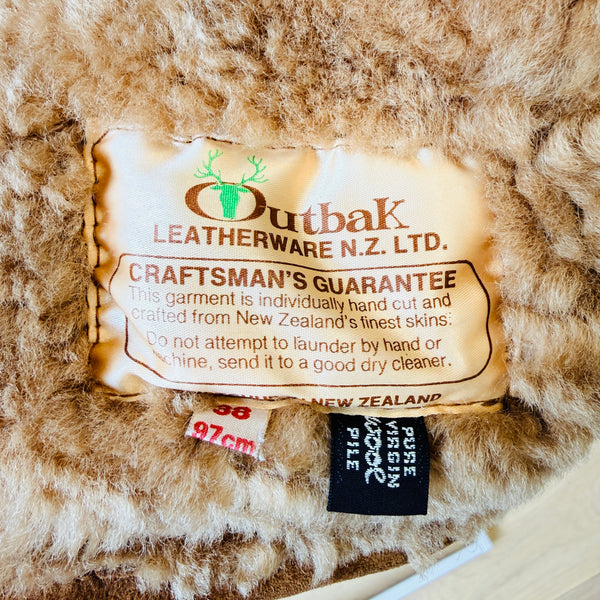 Outbak
LEATHERWARE N.Z. LTD.
CRAFTSMAN'S GUARANTEE
This garment is individually hand cut and
crafted from New Zealand's finest skins.
Do not attempt to launder by hand or
send it to a good dry cleaner.
NEW ZEALAND
38
97cm
PURE
VIRGIN
wool
PILE